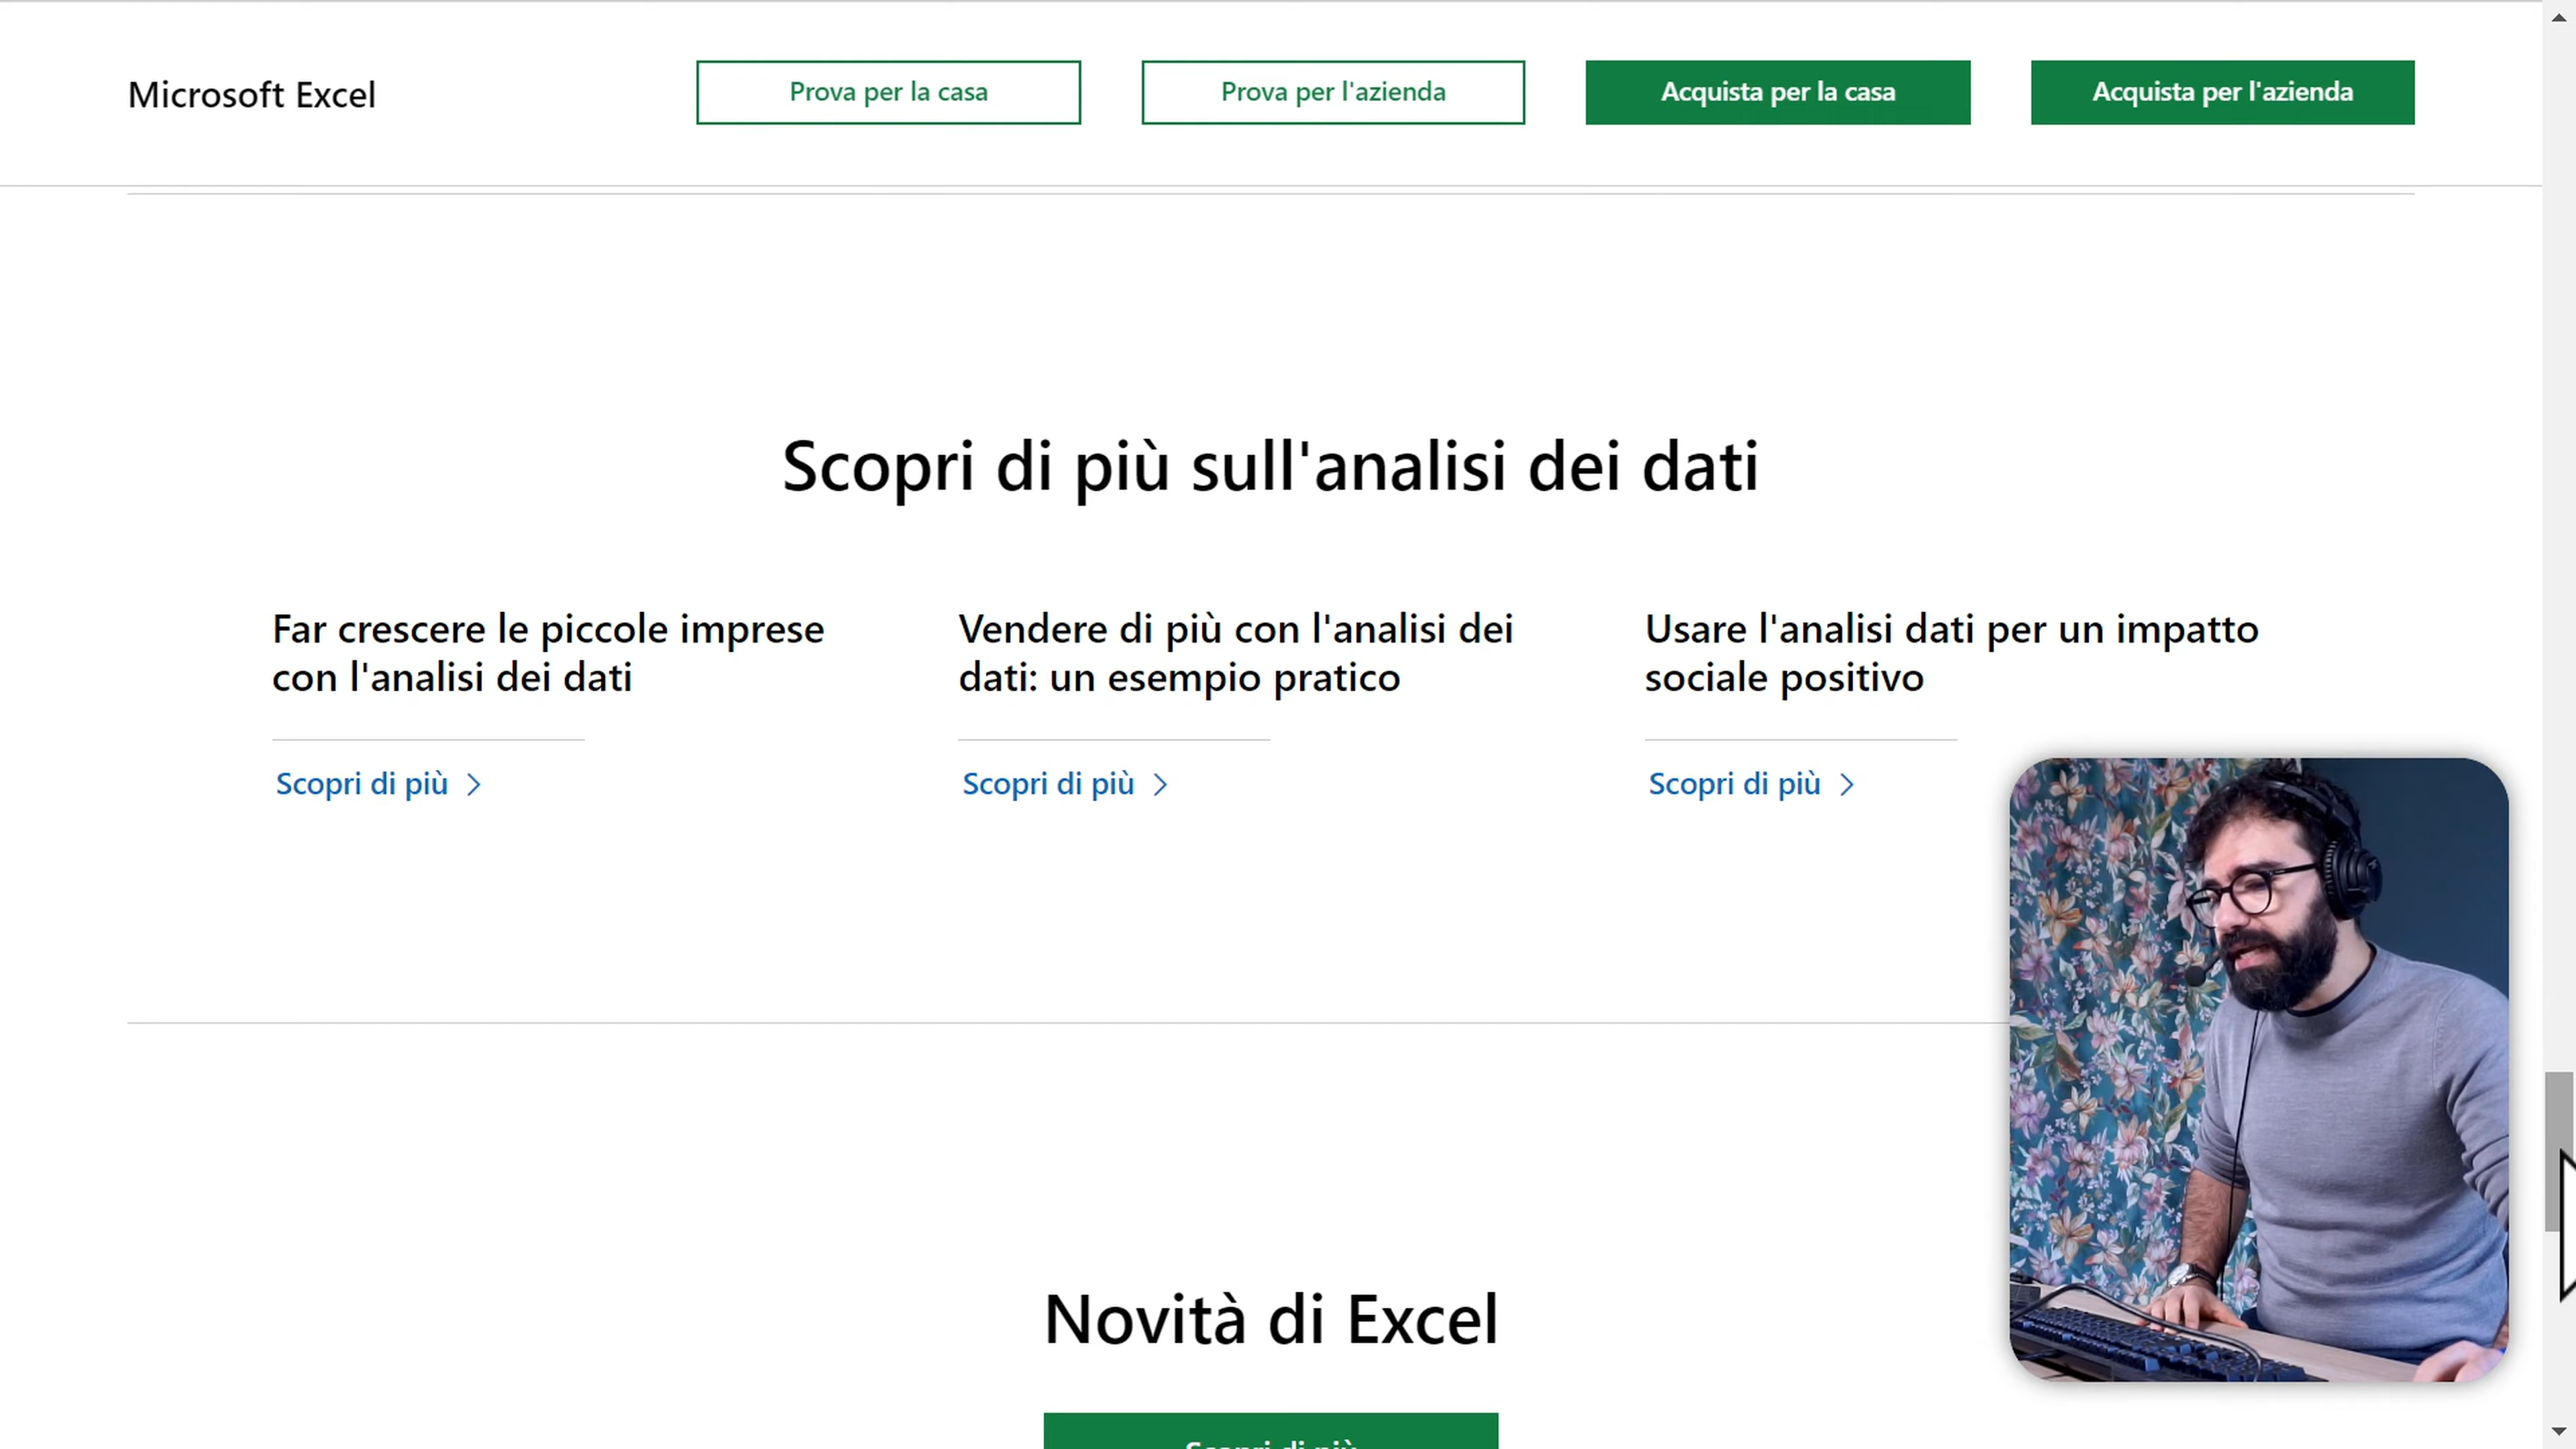 Microsoft Excel
Prova per la casa
Prova per l'azienda
Acquista per la casa
Acquista per l'azienda
Scopri di più sull'analisi dei dati
Far crescere le piccole imprese
con l'analisi dei dati
Scopri di più
Vendere di più con l'analisi dei
dati: un esempio pratico
Scopri di più
Usare l'analisi dati per un impatto
sociale positivo
Scopri di più
Novità di Excel
Scopri di più